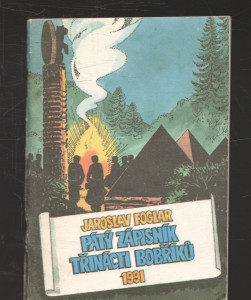 JAROSLAV FOGLAR
PÁTÝ ZÁPISNÍK
TŘINÁCTI BOBŘÍKŮ
1991